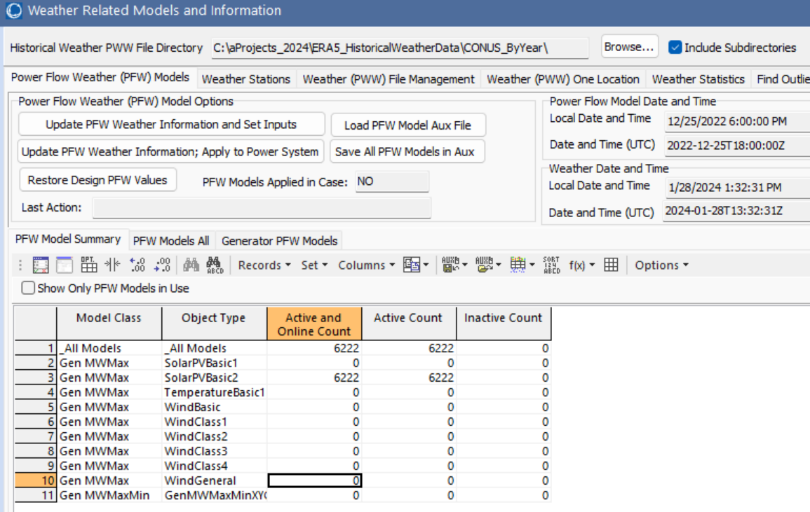 Weather Related Models and Information
Historical Weather PWW File Directory C:\aProjects_2024\ERA5_HistoricalWeatherData\CONUS_ByYear\ Browse... Include Subdirectories
Power Flow Weather (PFW) Models Weather Stations Weather (PWW) File Management Weather (PWW) One Location Weather Statistics Find Outlie
Power Flow Weather (PFW) Model Options
Update PFW Weather Information and Set Inputs Load PFW Model Aux File
Update PFW Weather Information; Apply to Power System Save All PFW Models in Aux
Restore Design PFW Values PFW Models Applied in Case: NO
Last Action:
Power Flow Model Date and Time
Local Date and Time 12/25/2022 6:00:00 PM
Date and Time (UTC) 2022-12-25T18:00:00Z
Weather Date and Time
Local Date and Time 1/28/2024 1:32:31 PM
Date and Time (UTC) 2024-01-28T13:32:31Z
PFW Model Summary PFW Models All Generator PFW Models
Records Set Columns f(x) Options
Show Only PFW Models in Use
Model Class Object Type Active and Online Count Active Count Inactive Count
1 _All Models _All Models 6222 6222 0
2 Gen MWMax SolarPVBasic1 0 0 0
3 Gen MWMax SolarPVBasic2 6222 6222 0
4 Gen MWMax TemperatureBasic1 0 0 0
5 Gen MWMax WindBasic 0 0 0
6 Gen MWMax WindClass1 0 0 0
7 Gen MWMax WindClass2 0 0 0
8 Gen MWMax WindClass3 0 0 0
9 Gen MWMax WindClass4 0 0 0
10 Gen MWMax WindGeneral 0 0 0
11 Gen MWMaxMin GenMWMaxMinXY 0 0 0